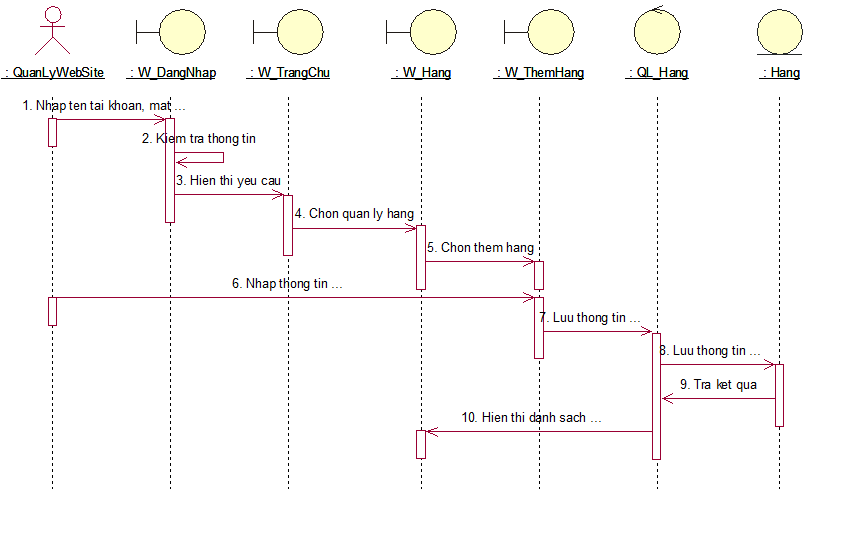 : QuanLyWebSite
: W_DangNhap
: W_TrangChu
: W_Hang
: W_ThemHang
: QL_Hang
: Hang
1. Nhap ten tai khoan, mat ...
2. Kiem tra thong tin
3. Hien thi yeu cau
4. Chon quan ly hang
5. Chon them hang
6. Nhap thong tin ...
7. Luu thong tin ...
8. Luu thong tin ...
9. Tra ket qua
10. Hien thi danh sach ...